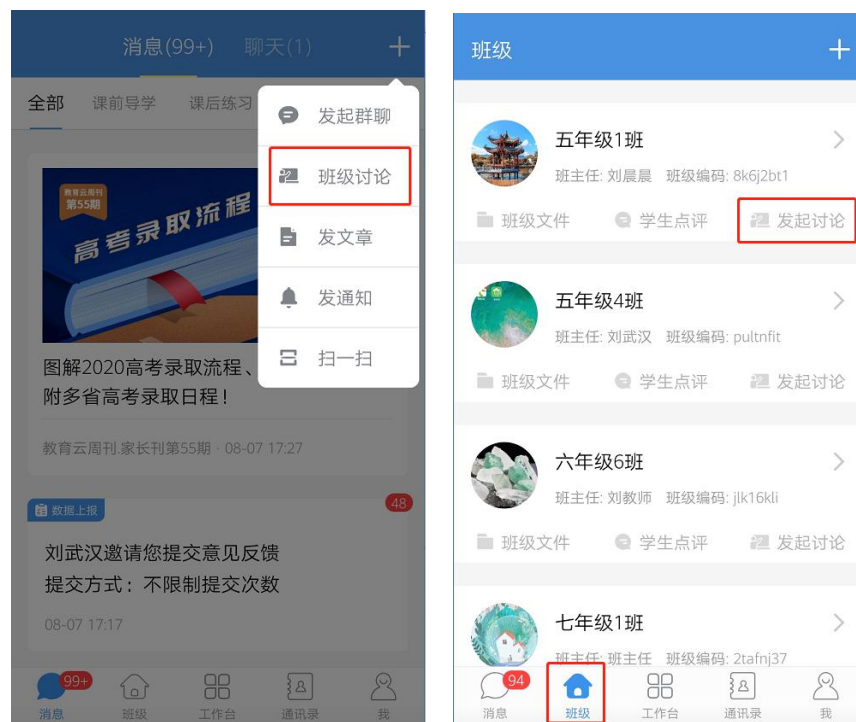 消息(99+) 聊天(1)
全部 课前导学 课后练习
发起群聊
班级讨论
发文章
发通知
扫一扫
教育云周刊
第55期
高考录取流程
图解2020高考录取流程、
附多省高考录取日程！
教育云周刊.家长刊第55期 · 08-07 17:27
数据上报
48
刘武汉邀请您提交意见反馈
提交方式：不限制提交次数
08-07 17:17
99+
消息 班级 工作台 通讯录 我
班级
五年级1班
班主任: 刘晨晨 班级编码: 8k6j2bt1
班级文件 学生点评 发起讨论
五年级4班
班主任: 刘武汉 班级编码: pultnfit
班级文件 学生点评 发起讨论
六年级6班
班主任: 刘教师 班级编码: jlk16kli
班级文件 学生点评 发起讨论
七年级1班
班主任: 班主任 班级编码: 2tafnj37
94
消息 班级 工作台 通讯录 我